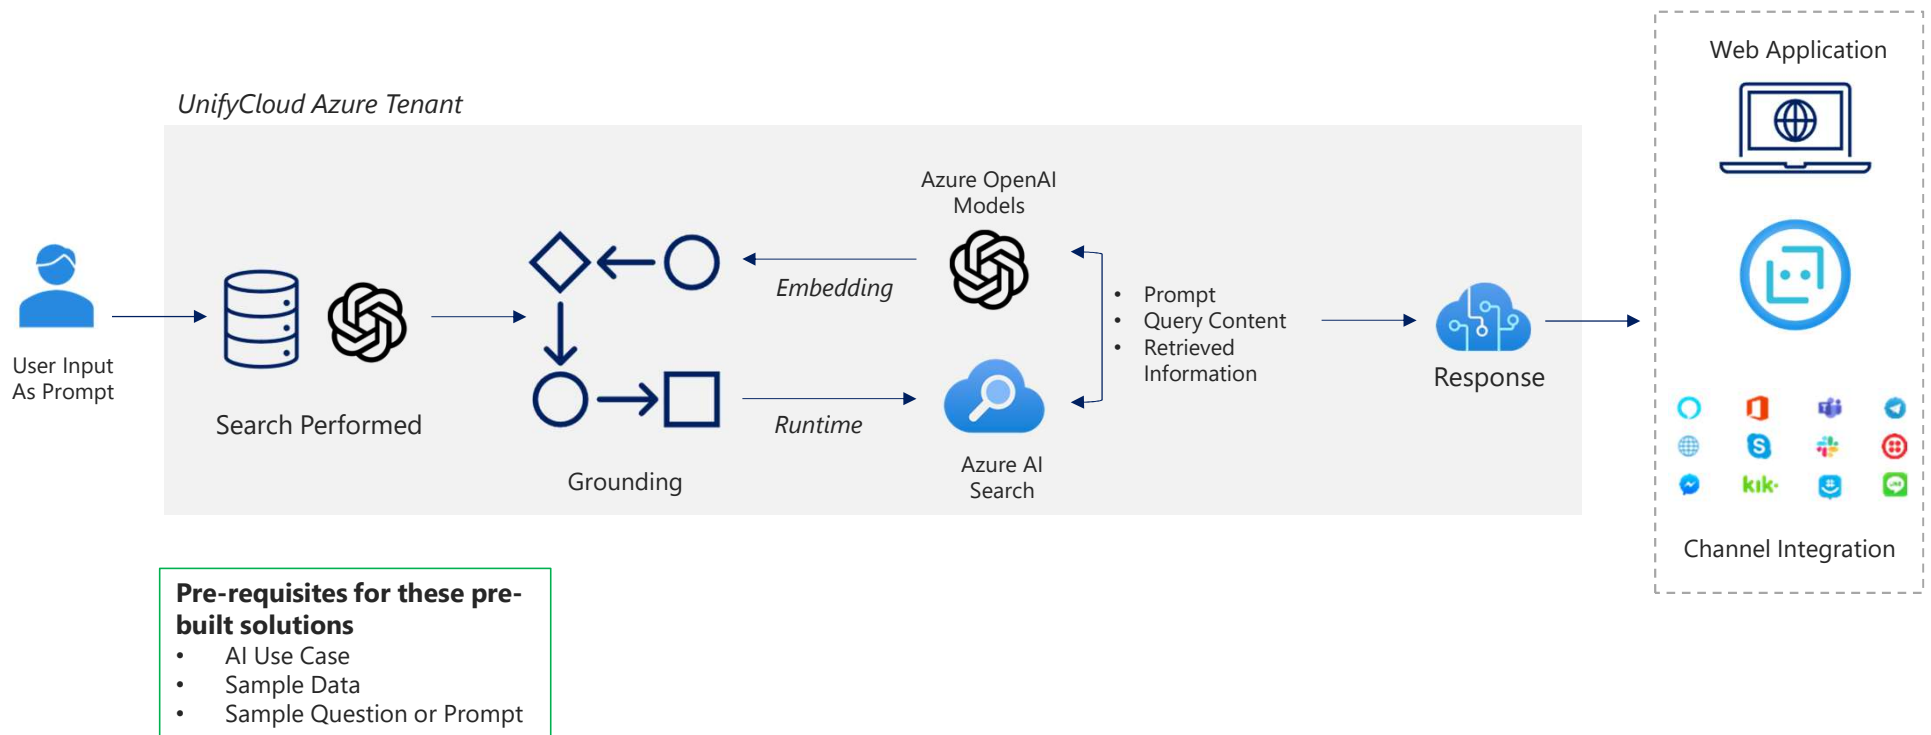 Web Application
UnifyCloud Azure Tenant
Azure OpenAI
Models
Embedding
• Prompt
• Query Content
• Retrieved
Information
User Input
As Prompt
Search Performed
Response
Runtime
Grounding
Azure AI
Search
kik.
Channel Integration
Pre-requisites for these pre-
built solutions
• AI Use Case
• Sample Data
• Sample Question or Prompt